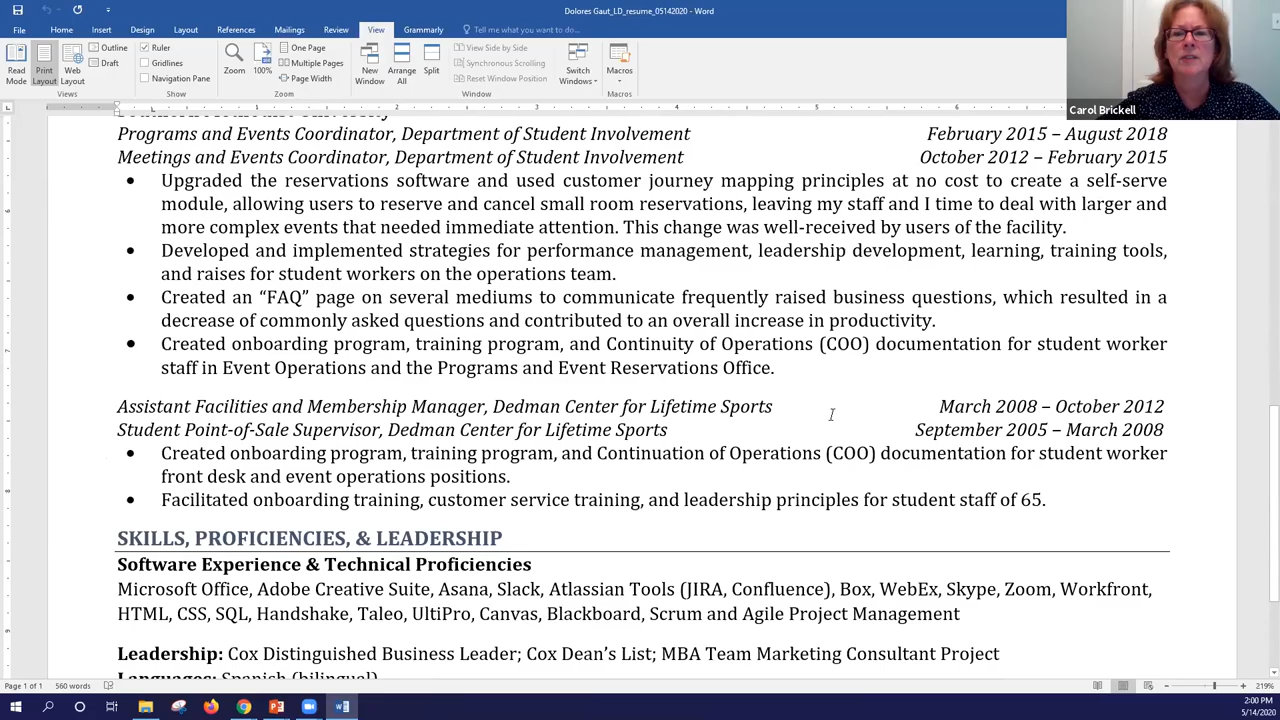 Dolores Gaut_LD_resume_05142020 - Word
File Home Insert Design Layout References Mailings Review View Grammarly Tell me what you want to do...
Read Mode
Print Layout
Web Layout
Outline
Draft
Views
Ruler
Gridlines
Navigation Pane
Show
Zoom
100%
One Page
Multiple Pages
Page Width
Zoom
New Window
Arrange All
Split
View Side by Side
Synchronous Scrolling
Reset Window Position
Window
Switch Windows
Macros
Macros
Carol Brickell
Programs and Events Coordinator, Department of Student Involvement February 2015 – August 2018
Meetings and Events Coordinator, Department of Student Involvement October 2012 – February 2015
• Upgraded the reservations software and used customer journey mapping principles at no cost to create a self-serve
module, allowing users to reserve and cancel small room reservations, leaving my staff and I time to deal with larger and
more complex events that needed immediate attention. This change was well-received by users of the facility.
• Developed and implemented strategies for performance management, leadership development, learning, training tools,
and raises for student workers on the operations team.
• Created an “FAQ” page on several mediums to communicate frequently raised business questions, which resulted in a
decrease of commonly asked questions and contributed to an overall increase in productivity.
• Created onboarding program, training program, and Continuity of Operations (COO) documentation for student worker
staff in Event Operations and the Programs and Event Reservations Office.
Assistant Facilities and Membership Manager, Dedman Center for Lifetime Sports March 2008 – October 2012
Student Point-of-Sale Supervisor, Dedman Center for Lifetime Sports September 2005 – March 2008
• Created onboarding program, training program, and Continuation of Operations (COO) documentation for student worker
front desk and event operations positions.
• Facilitated onboarding training, customer service training, and leadership principles for student staff of 65.
SKILLS, PROFICIENCIES, & LEADERSHIP
Software Experience & Technical Proficiencies
Microsoft Office, Adobe Creative Suite, Asana, Slack, Atlassian Tools (JIRA, Confluence), Box, WebEx, Skype, Zoom, Workfront,
HTML, CSS, SQL, Handshake, Taleo, UltiPro, Canvas, Blackboard, Scrum and Agile Project Management
Leadership: Cox Distinguished Business Leader; Cox Dean’s List; MBA Team Marketing Consultant Project
Languages: Spanish (bilingual)
Page 1 of 1 560 words 219%
2:00 PM
5/14/2020